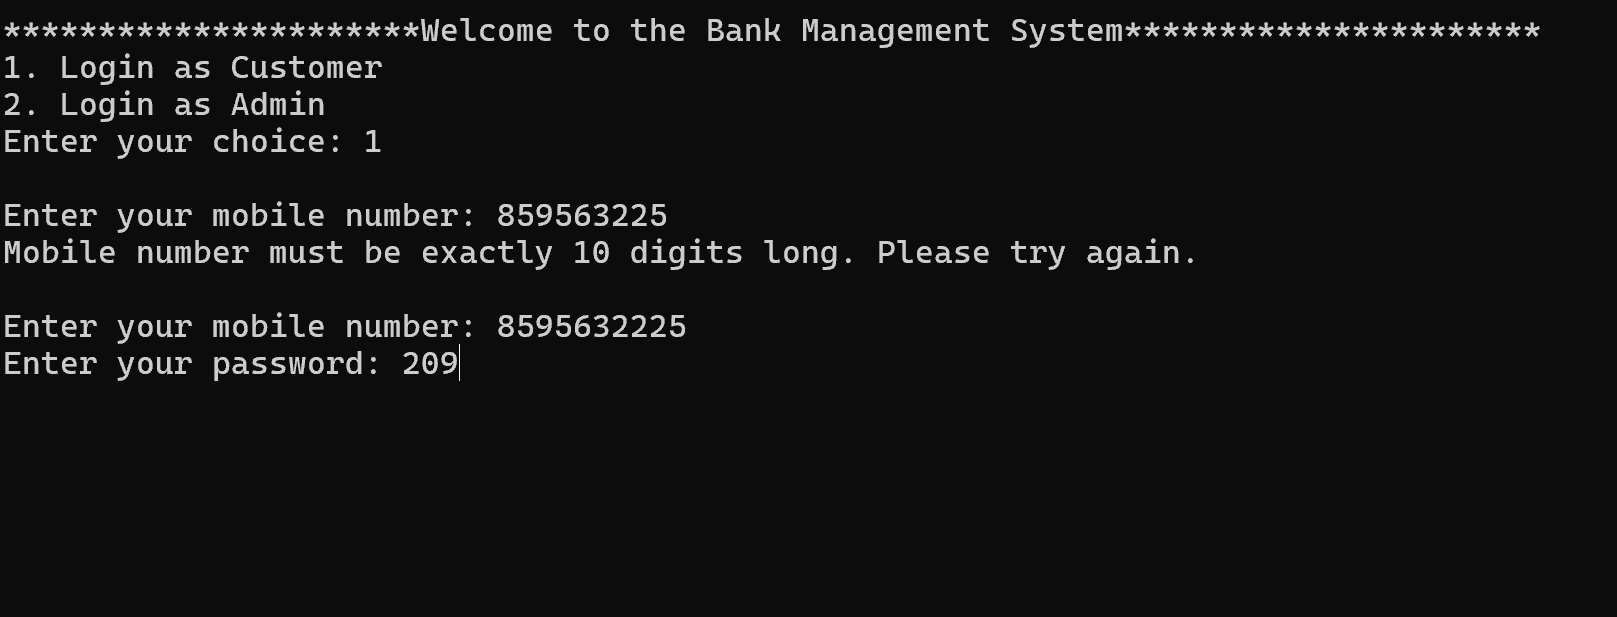 **********************Welcome to the Bank Management System**********************
1. Login as Customer
2. Login as Admin
Enter your choice: 1
Enter your mobile number: 859563225
Mobile number must be exactly 10 digits long. Please try again.
Enter your mobile number: 8595632225
Enter your password: 209